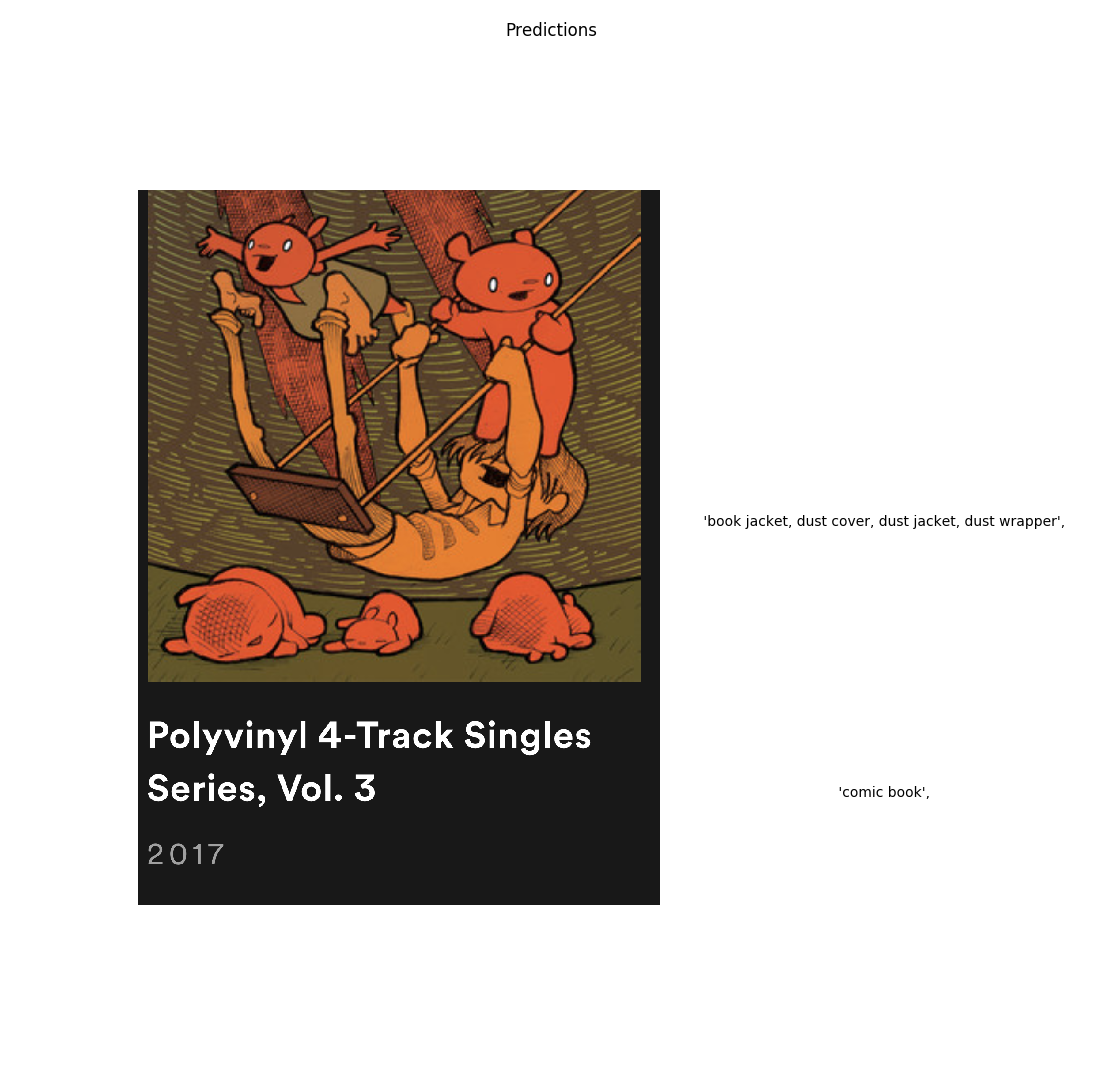 Predictions
'book jacket, dust cover, dust jacket, dust wrapper',
Polyvinyl 4-Track Singles
Series, Vol. 3
'comic book',
2017